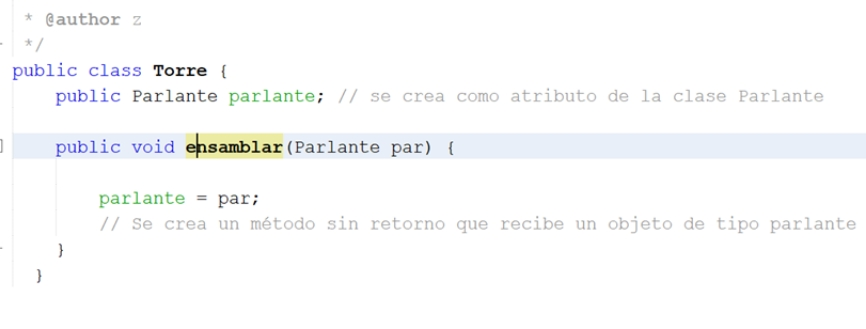 * @author z
*/
public class Torre {
public Parlante parlante; // se crea como atributo de la clase Parlante
public void ensamblar(Parlante par) {
parlante = par;
// Se crea un método sin retorno que recibe un objeto de tipo parlante
}
}